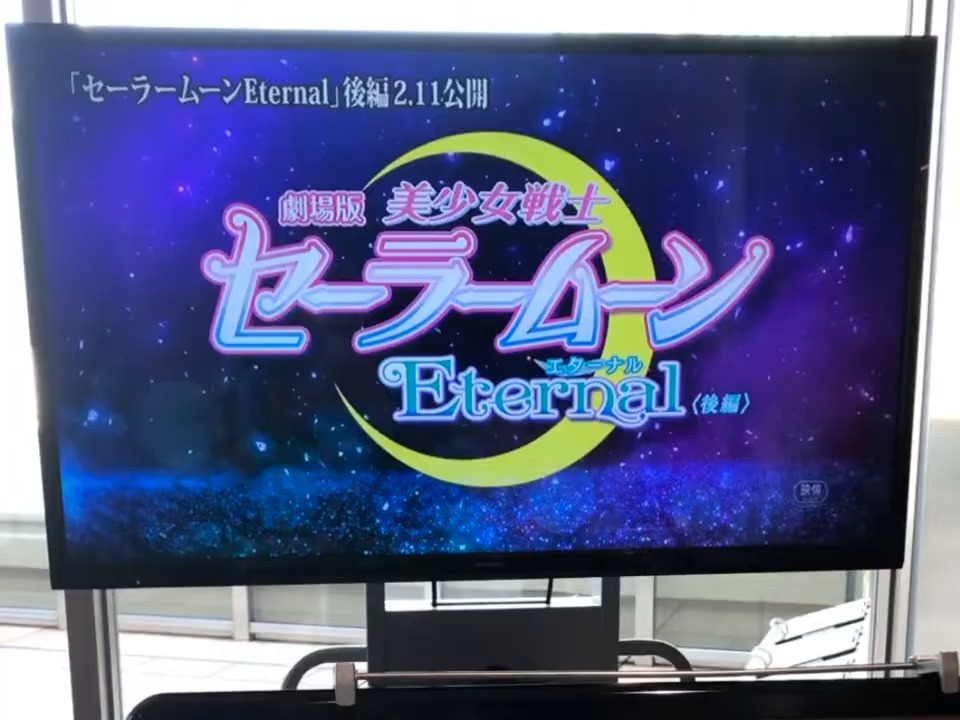 「セーラームーンEternal」後編 2.11公開
劇場版 美少女戦士
セーラームーン
エターナル
Eternal〈後編〉
映倫